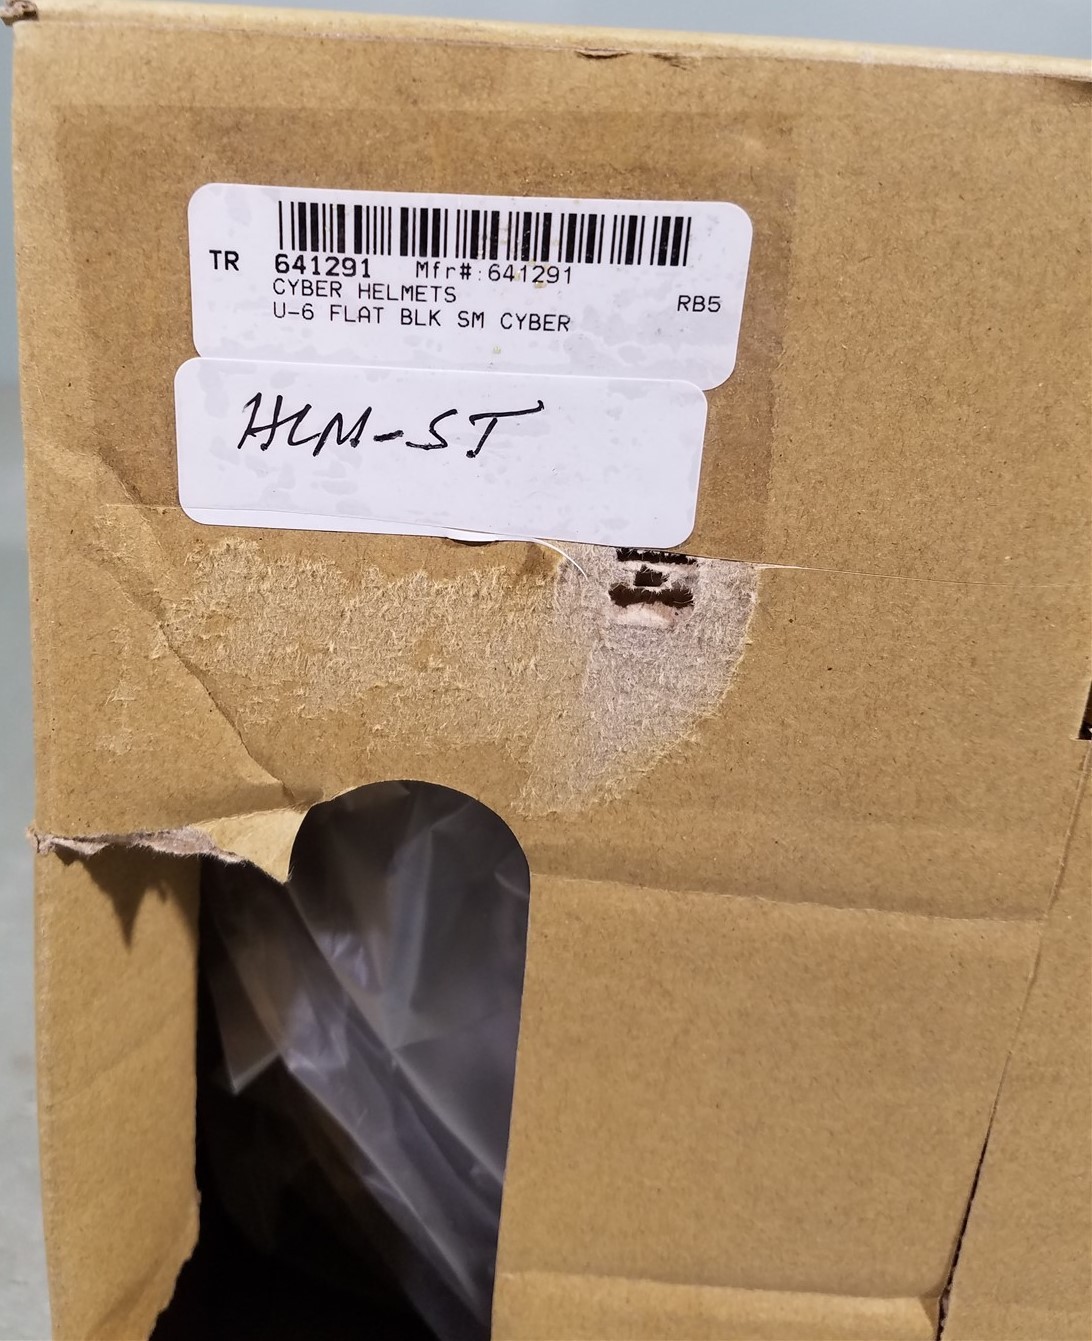 TR 641291 Mfr#:641291
CYBER HELMETS
RB5
U-6 FLAT BLK SM CYBER
HLM-ST